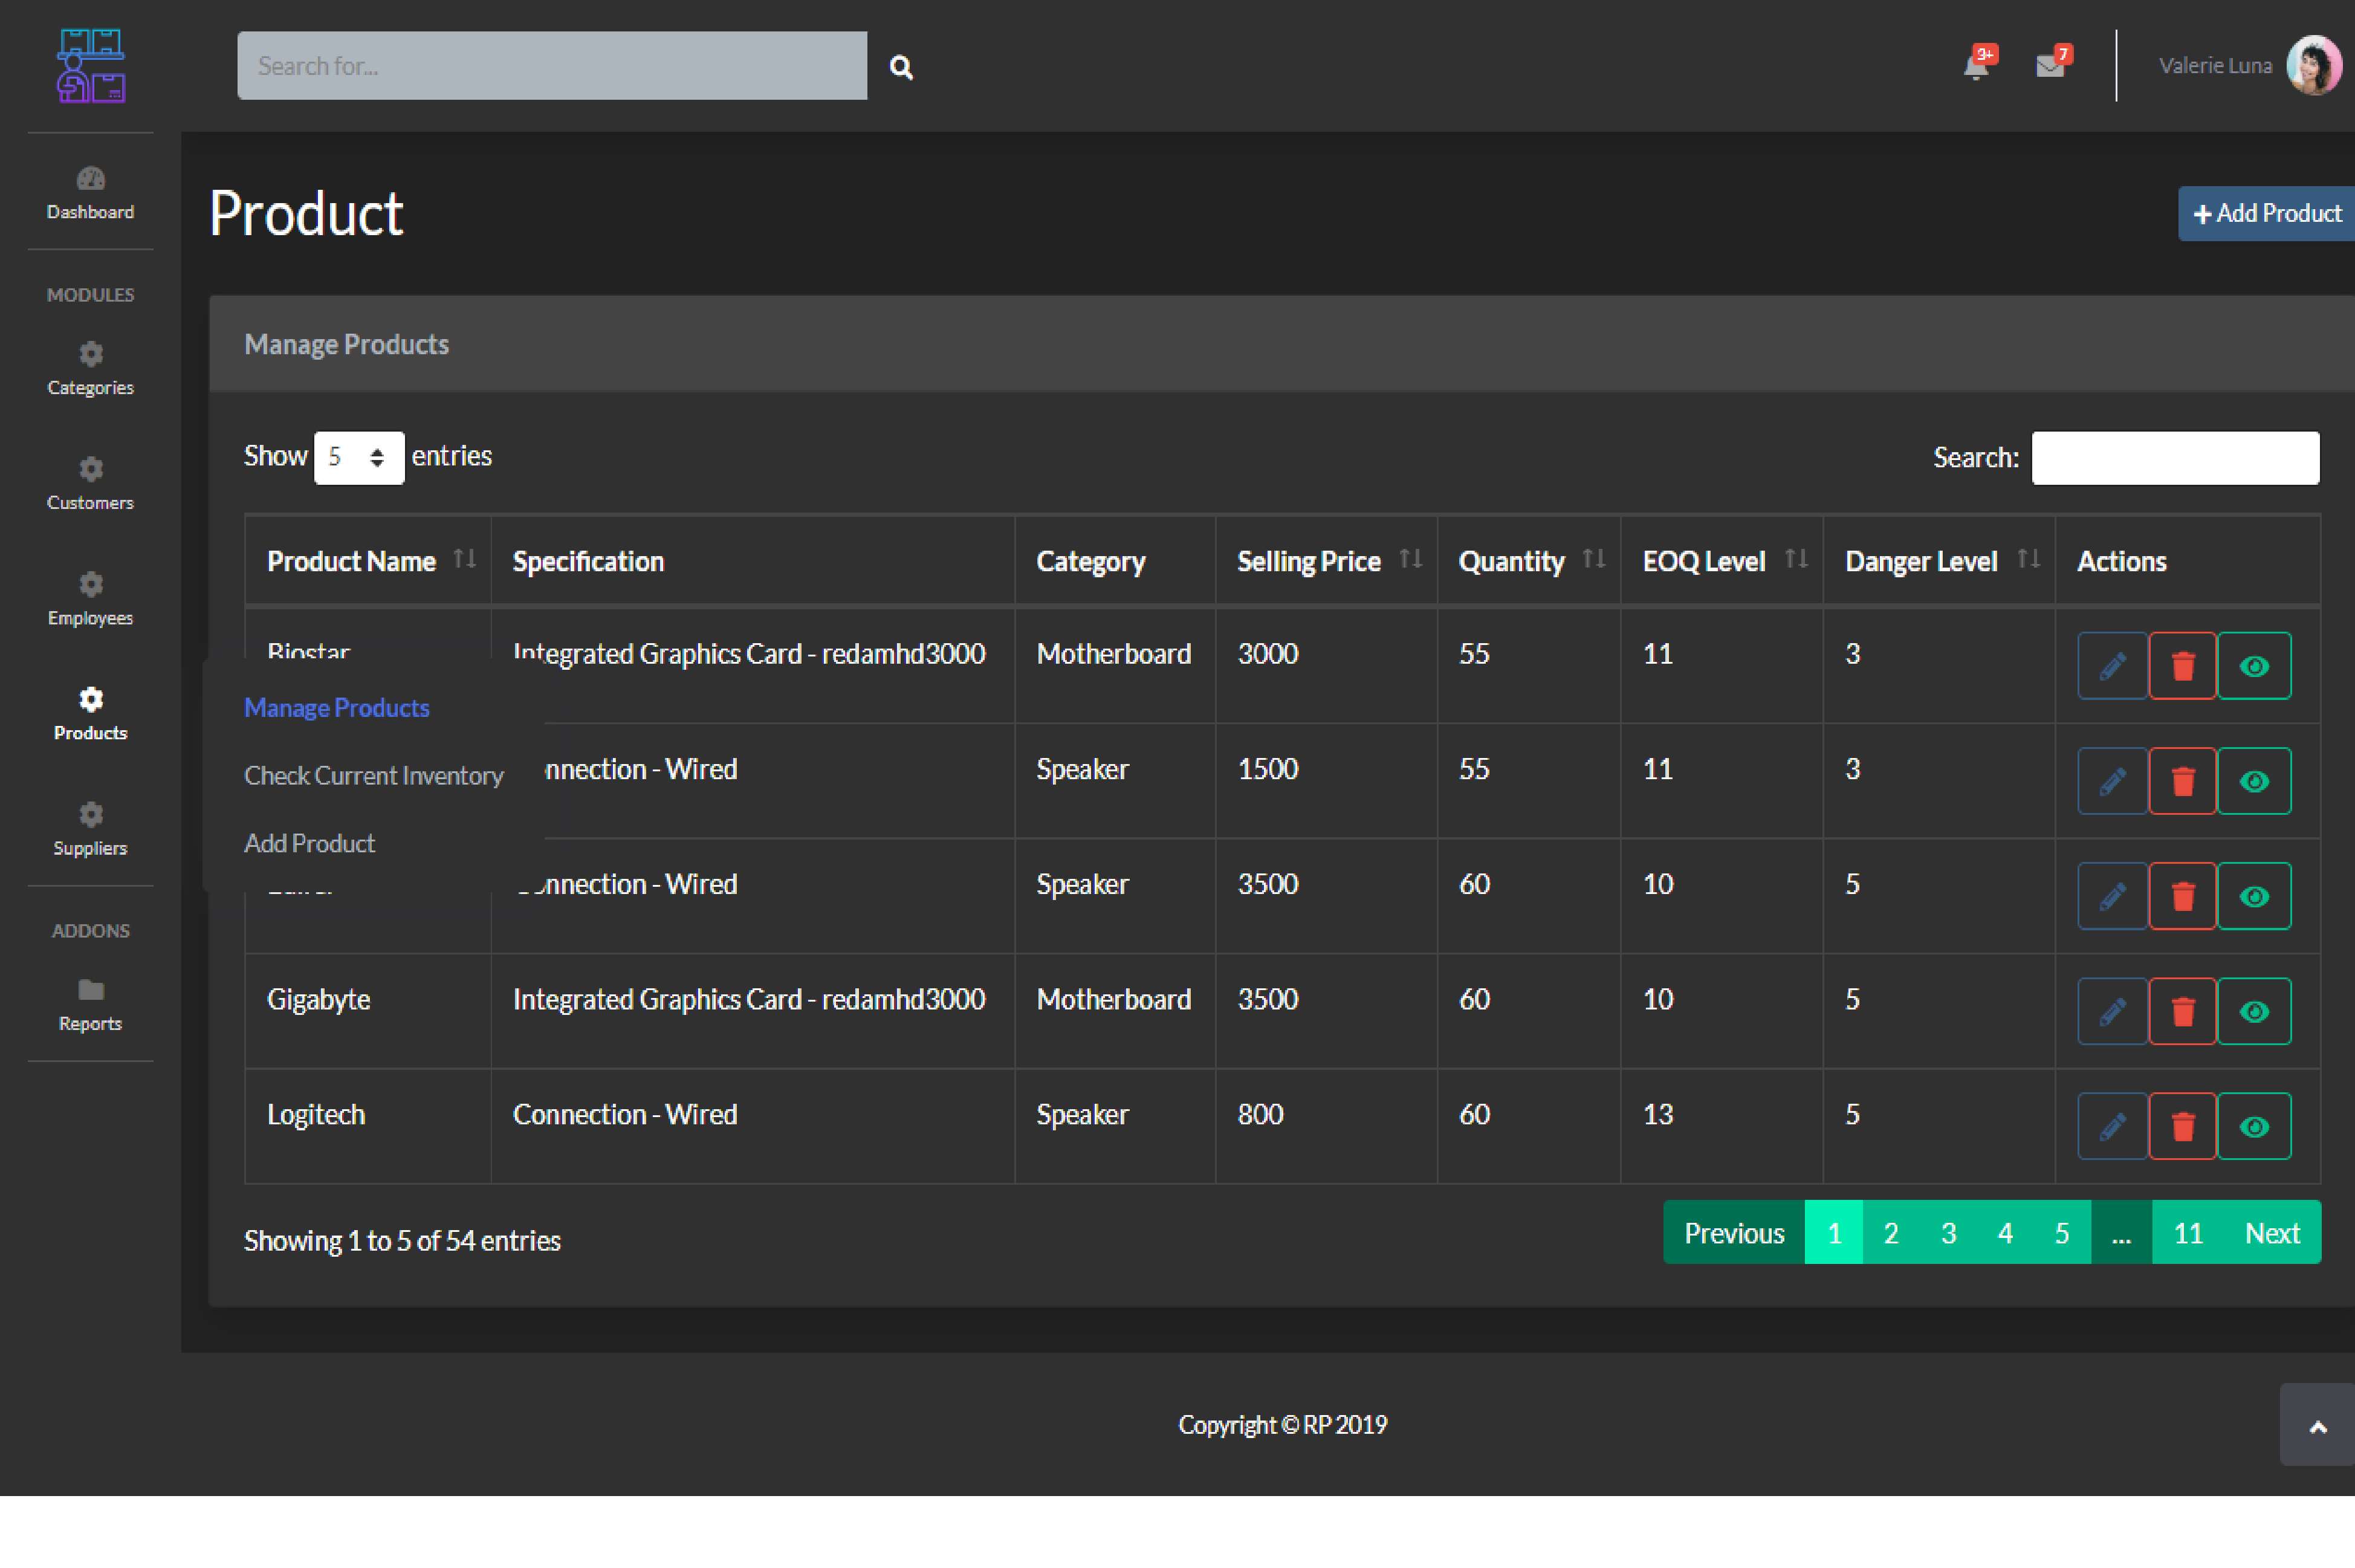 Search for...
3+
7
Valerie Luna
Dashboard
MODULES
Categories
Customers
Employees
Products
Suppliers
ADDONS
Reports
Product
+ Add Product
Manage Products
Show 5 entries
Search:
Product Name Specification Category Selling Price Quantity EOQ Level Danger Level Actions
Biostar Integrated Graphics Card - redamhd3000 Motherboard 3000 55 11 3
Manage Products
Check Current Inventory
Add Product
nnection - Wired Speaker 1500 55 11 3
Connection - Wired Speaker 3500 60 10 5
Gigabyte Integrated Graphics Card - redamhd3000 Motherboard 3500 60 10 5
Logitech Connection - Wired Speaker 800 60 13 5
Showing 1 to 5 of 54 entries
Previous 1 2 3 4 5 ... 11 Next
Copyright © RP 2019